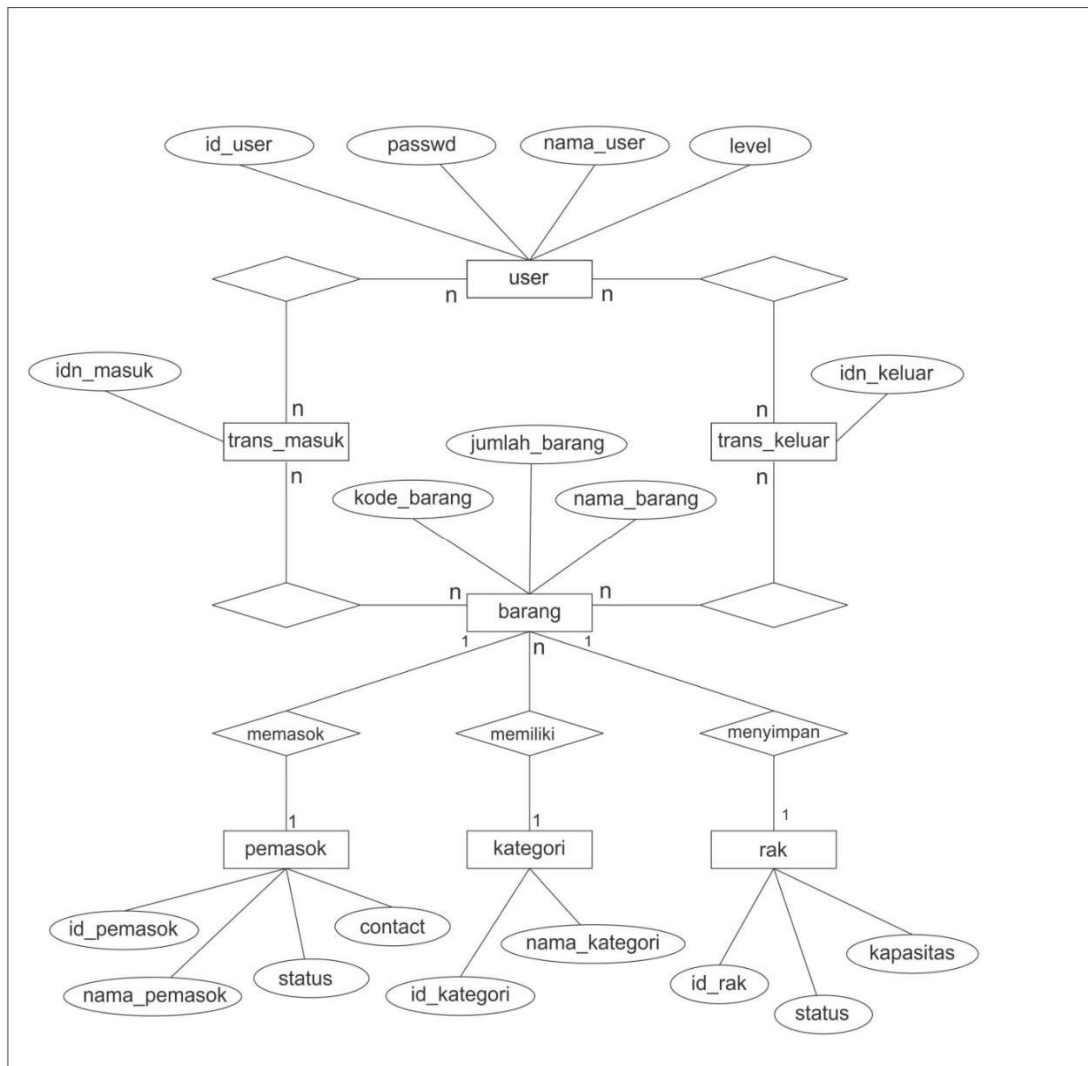 id_user
passwd
nama_user
level
user
n
n
idn_masuk
idn_keluar
n
n
trans_masuk
trans_keluar
n
n
jumlah_barang
kode_barang
nama_barang
n
n
barang
1
n
1
memasok
memiliki
menyimpan
1
1
1
pemasok
kategori
rak
id_pemasok
contact
nama_kategori
kapasitas
nama_pemasok
status
id_kategori
id_rak
status